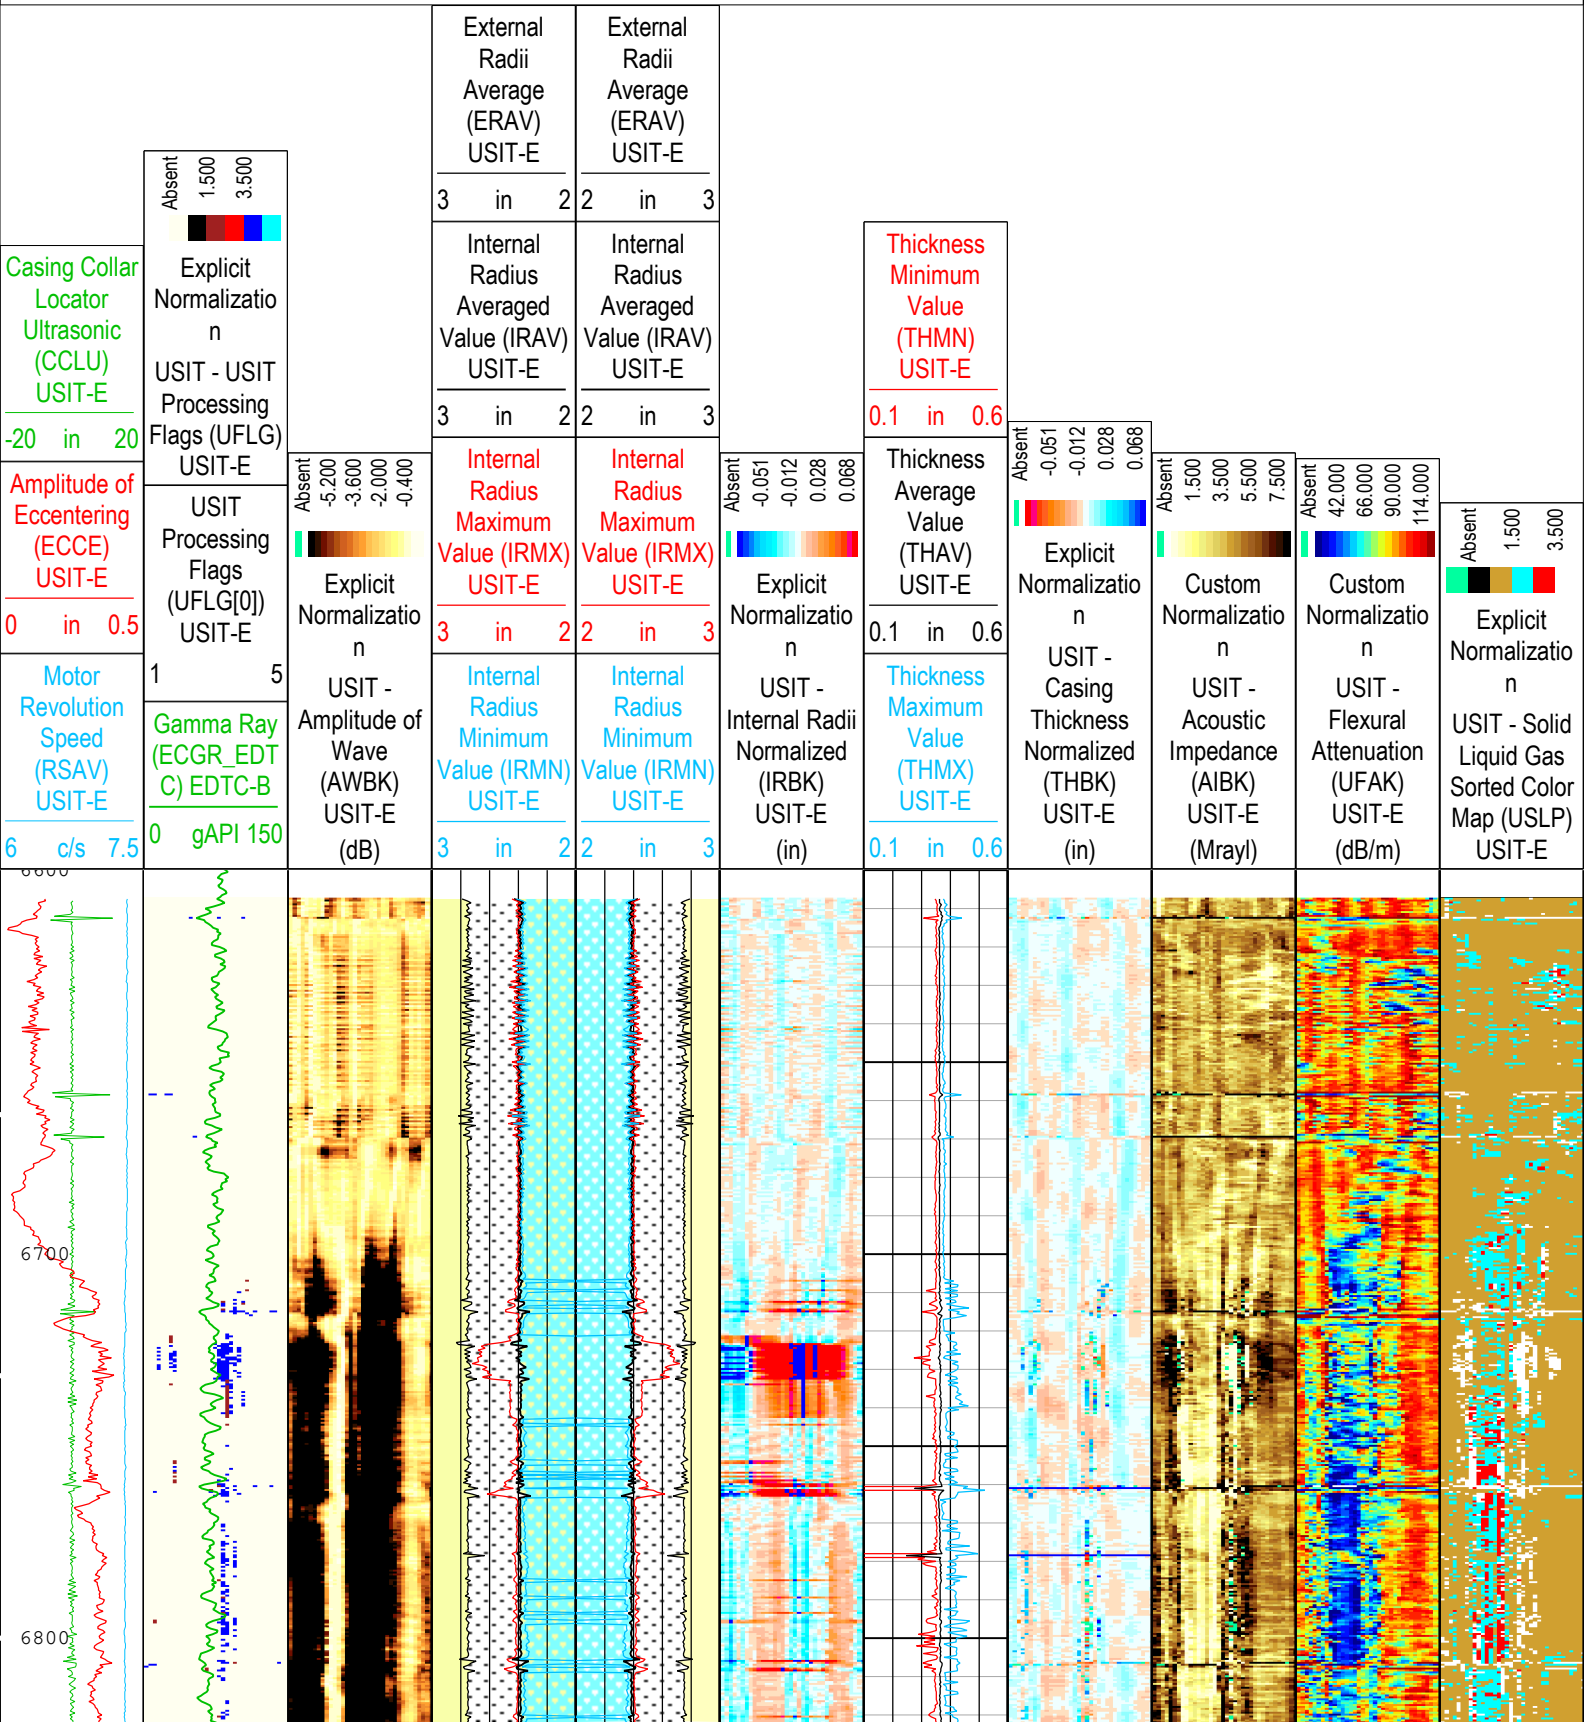 External
Radii
Average
(ERAV)
USIT-E
3 in 2
External
Radii
Average
(ERAV)
USIT-E
2 in 3
Absent
1.500
3.500
Explicit
Normalizatio
n
USIT - USIT
Processing
Flags (UFLG)
USIT-E
Internal
Radius
Averaged
Value (IRAV)
USIT-E
3 in 2
Internal
Radius
Averaged
Value (IRAV)
USIT-E
2 in 3
Thickness
Minimum
Value
(THMN)
USIT-E
0.1 in 0.6
Casing Collar
Locator
Ultrasonic
(CCLU)
USIT-E
-20 in 20
Amplitude of
Eccentering
(ECCE)
USIT-E
0 in 0.5
Motor
Revolution
Speed
(RSAV)
USIT-E
6 c/s 7.5
USIT
Processing
Flags
(UFLG[0])
USIT-E
1 5
Gamma Ray
(ECGR_EDT
C) EDTC-B
0 gAPI 150
Absent
-5.200
-3.600
-2.000
-0.400
Explicit
Normalizatio
n
USIT -
Amplitude of
Wave
(AWBK)
USIT-E
(dB)
Internal
Radius
Maximum
Value (IRMX)
USIT-E
3 in 2
Internal
Radius
Minimum
Value (IRMN)
USIT-E
3 in 2
Internal
Radius
Maximum
Value (IRMX)
USIT-E
2 in 3
Internal
Radius
Minimum
Value (IRMN)
USIT-E
2 in 3
Absent
-0.051
-0.012
0.028
0.068
Explicit
Normalizatio
n
USIT -
Internal Radii
Normalized
(IRBK)
USIT-E
(in)
Thickness
Average
Value
(THAV)
USIT-E
0.1 in 0.6
Thickness
Maximum
Value
(THMX)
USIT-E
0.1 in 0.6
Absent
-0.051
-0.012
0.028
0.068
Explicit
Normalizatio
n
USIT -
Casing
Thickness
Normalized
(THBK)
USIT-E
(in)
Absent
1.500
3.500
5.500
7.500
Custom
Normalizatio
n
USIT -
Acoustic
Impedance
(AIBK)
USIT-E
(Mrayl)
Absent
42.000
66.000
90.000
114.000
Custom
Normalizatio
n
USIT -
Flexural
Attenuation
(UFAK)
USIT-E
(dB/m)
Absent
1.500
3.500
Explicit
Normalizatio
n
USIT - Solid
Liquid Gas
Sorted Color
Map (USLP)
USIT-E
6600
6700
6800